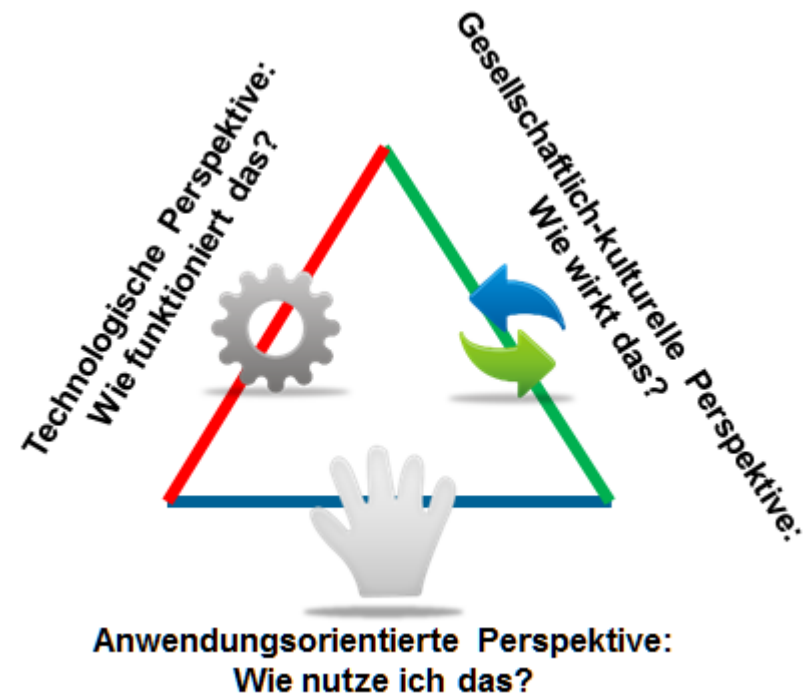 Technologische Perspektive:
Wie funktioniert das?
Gesellschaftlich-kulturelle Perspektive:
Wie wirkt das?
Anwendungsorientierte Perspektive:
Wie nutze ich das?